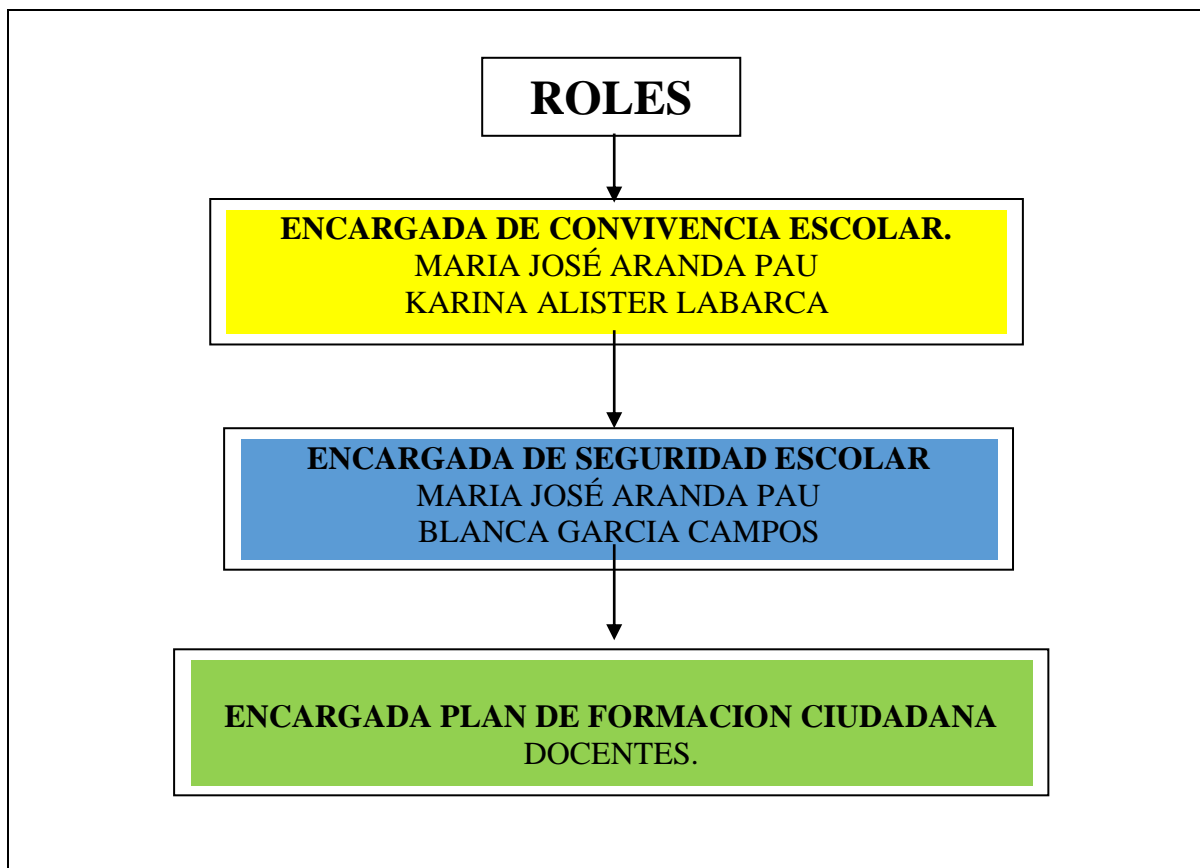 ROLES
ENCARGADA DE CONVIVENCIA ESCOLAR.
MARIA JOSÉ ARANDA PAU
KARINA ALISTER LABARCA
ENCARGADA DE SEGURIDAD ESCOLAR
MARIA JOSÉ ARANDA PAU
BLANCA GARCIA CAMPOS
ENCARGADA PLAN DE FORMACION CIUDADANA
DOCENTES.